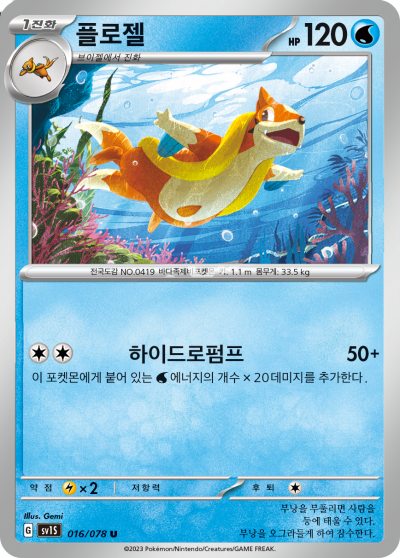 1진화
플로젤
HP 120
브이젤에서 진화
전국도감 NO.0419 바다족제비포켓몬 키: 1.1 m 몸무게: 33.5 kg
하이드로펌프 50+
이 포켓몬에게 붙어 있는 에너지의 개수 × 20데미지를 추가한다.
약점 ×2 저항력 후퇴
Illus. Gemi
G sv1S 016/078 U
부낭을 부풀리면 사람을
등에 태울 수 있다.
부낭을 오그라들게 하여 잠수한다.
©2023 Pokémon/Nintendo/Creatures/GAME FREAK.